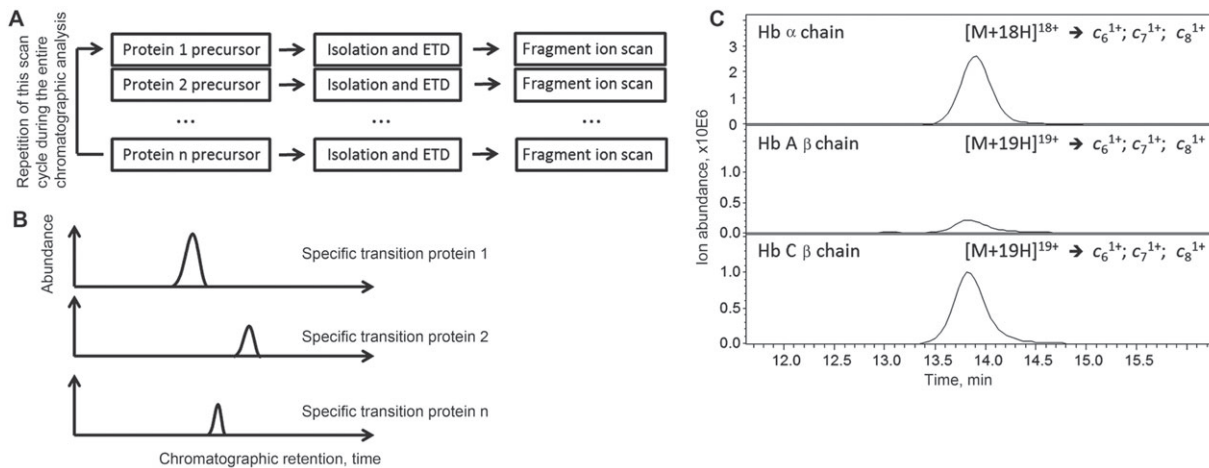 A
Repetition of this scan
cycle during the entire
chromatographic analysis
Protein 1 precursor
Isolation and ETD
Fragment ion scan
Protein 2 precursor
Isolation and ETD
Fragment ion scan
...
...
...
Protein n precursor
Isolation and ETD
Fragment ion scan
B
Abundance
Specific transition protein 1
Specific transition protein 2
Specific transition protein n
Chromatographic retention, time
C
Ion abundance, x10E6
Hb α chain
[M+18H]¹⁸⁺ ➔ c₆¹⁺; c₇¹⁺; c₈¹⁺
3
2
1
0
Hb A β chain
[M+19H]¹⁹⁺ ➔ c₆¹⁺; c₇¹⁺; c₈¹⁺
1.0
0.5
0.0
Hb C β chain
[M+19H]¹⁹⁺ ➔ c₆¹⁺; c₇¹⁺; c₈¹⁺
1.0
0.5
0.0
12.0 12.5 13.0 13.5 14.0 14.5 15.0 15.5
Time, min